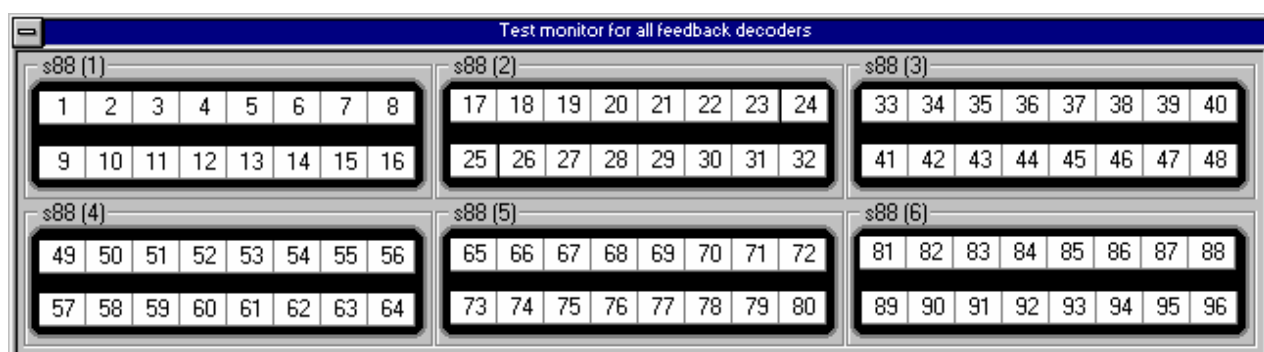 Test monitor for all feedback decoders
s88 (1)
1 2 3 4 5 6 7 8
9 10 11 12 13 14 15 16
s88 (2)
17 18 19 20 21 22 23 24
25 26 27 28 29 30 31 32
s88 (3)
33 34 35 36 37 38 39 40
41 42 43 44 45 46 47 48
s88 (4)
49 50 51 52 53 54 55 56
57 58 59 60 61 62 63 64
s88 (5)
65 66 67 68 69 70 71 72
73 74 75 76 77 78 79 80
s88 (6)
81 82 83 84 85 86 87 88
89 90 91 92 93 94 95 96